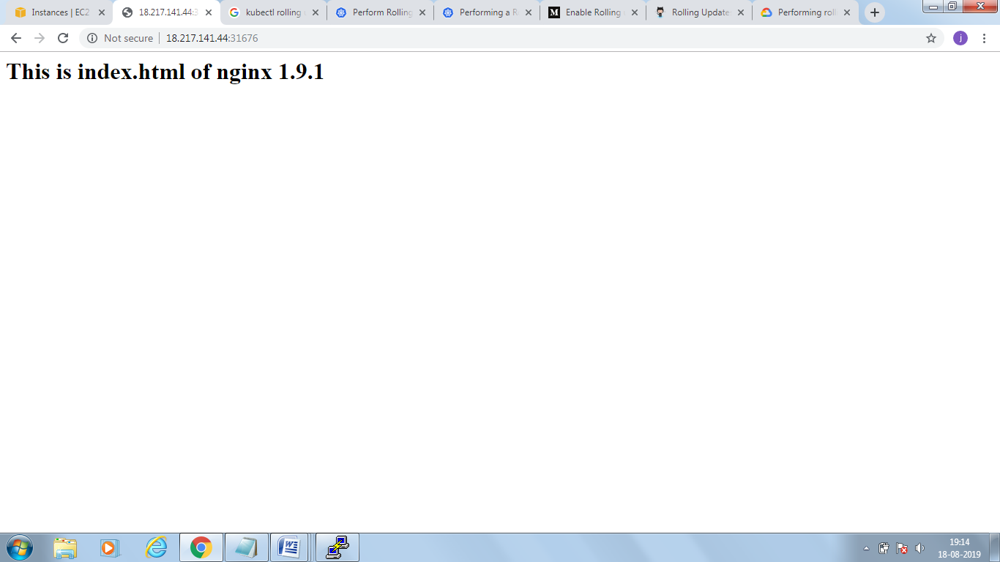 Instances | EC2
18.217.141.44:3
kubectl rolling
Perform Rolling
Performing a R
Enable Rolling
Rolling Update
Performing roll
Not secure
18.217.141.44:31676
j
This is index.html of nginx 1.9.1
19:14
18-08-2019